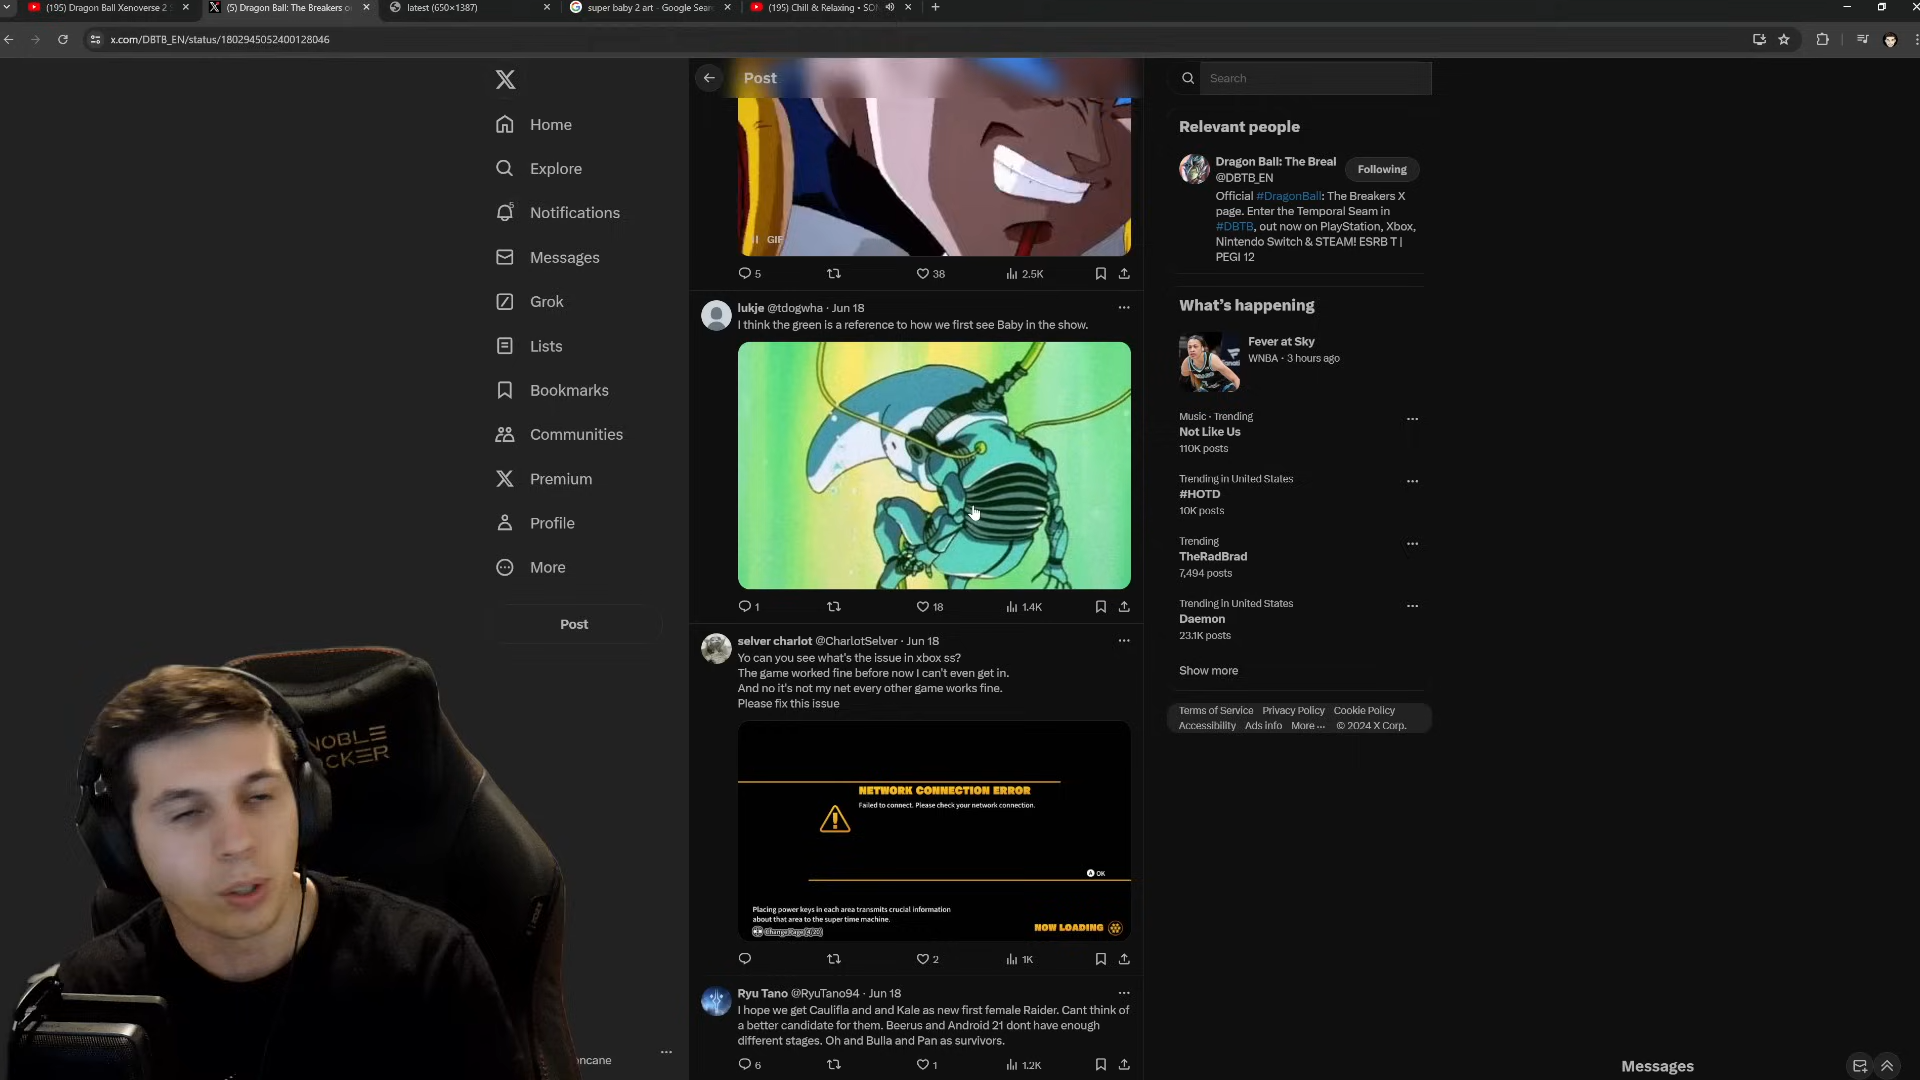 (195) Dragon Ball Xenoverse 2
(5) Dragon Ball: The Breakers o
latest (650×1387)
super baby 2 art - Google Sear
(195) Chill & Relaxing • SON
x.com/DBTB_EN/status/1802945052400128046
Home
Explore
5
Notifications
Messages
Grok
Lists
Bookmarks
Communities
Premium
Profile
More
Post
Post
GIF
5
38
2.5K
lukje @tdogwha · Jun 18
I think the green is a reference to how we first see Baby in the show.
1
18
1.4K
selver charlot @CharlotSelver · Jun 18
Yo can you see what's the issue in xbox ss?
The game worked fine before now I can't even get in.
And no it's not my net every other game works fine.
Please fix this issue
NETWORK CONNECTION ERROR
Failed to connect. Please check your network connection.
A OK
Placing power keys in each area transmits crucial information
about that area to the super time machine.
NOW LOADING
2
1K
Ryu Tano @RyuTano94 · Jun 18
I hope we get Caulifla and and Kale as new first female Raider. Cant think of
a better candidate for them. Beerus and Android 21 dont have enough
different stages. Oh and Bulla and Pan as survivors.
6
1
1.2K
Search
Relevant people
Dragon Ball: The Breal
@DBTB_EN
Following
Official #DragonBall: The Breakers X
page. Enter the Temporal Seam in
#DBTB, out now on PlayStation, Xbox,
Nintendo Switch & STEAM! ESRB T |
PEGI 12
What's happening
Fever at Sky
WNBA · 3 hours ago
Music · Trending
Not Like Us
110K posts
Trending in United States
#HOTD
10K posts
Trending
TheRadBrad
7,494 posts
Trending in United States
Daemon
23.1K posts
Show more
Terms of Service Privacy Policy Cookie Policy
Accessibility Ads info More ··· © 2024 X Corp.
Messages
NOBLE